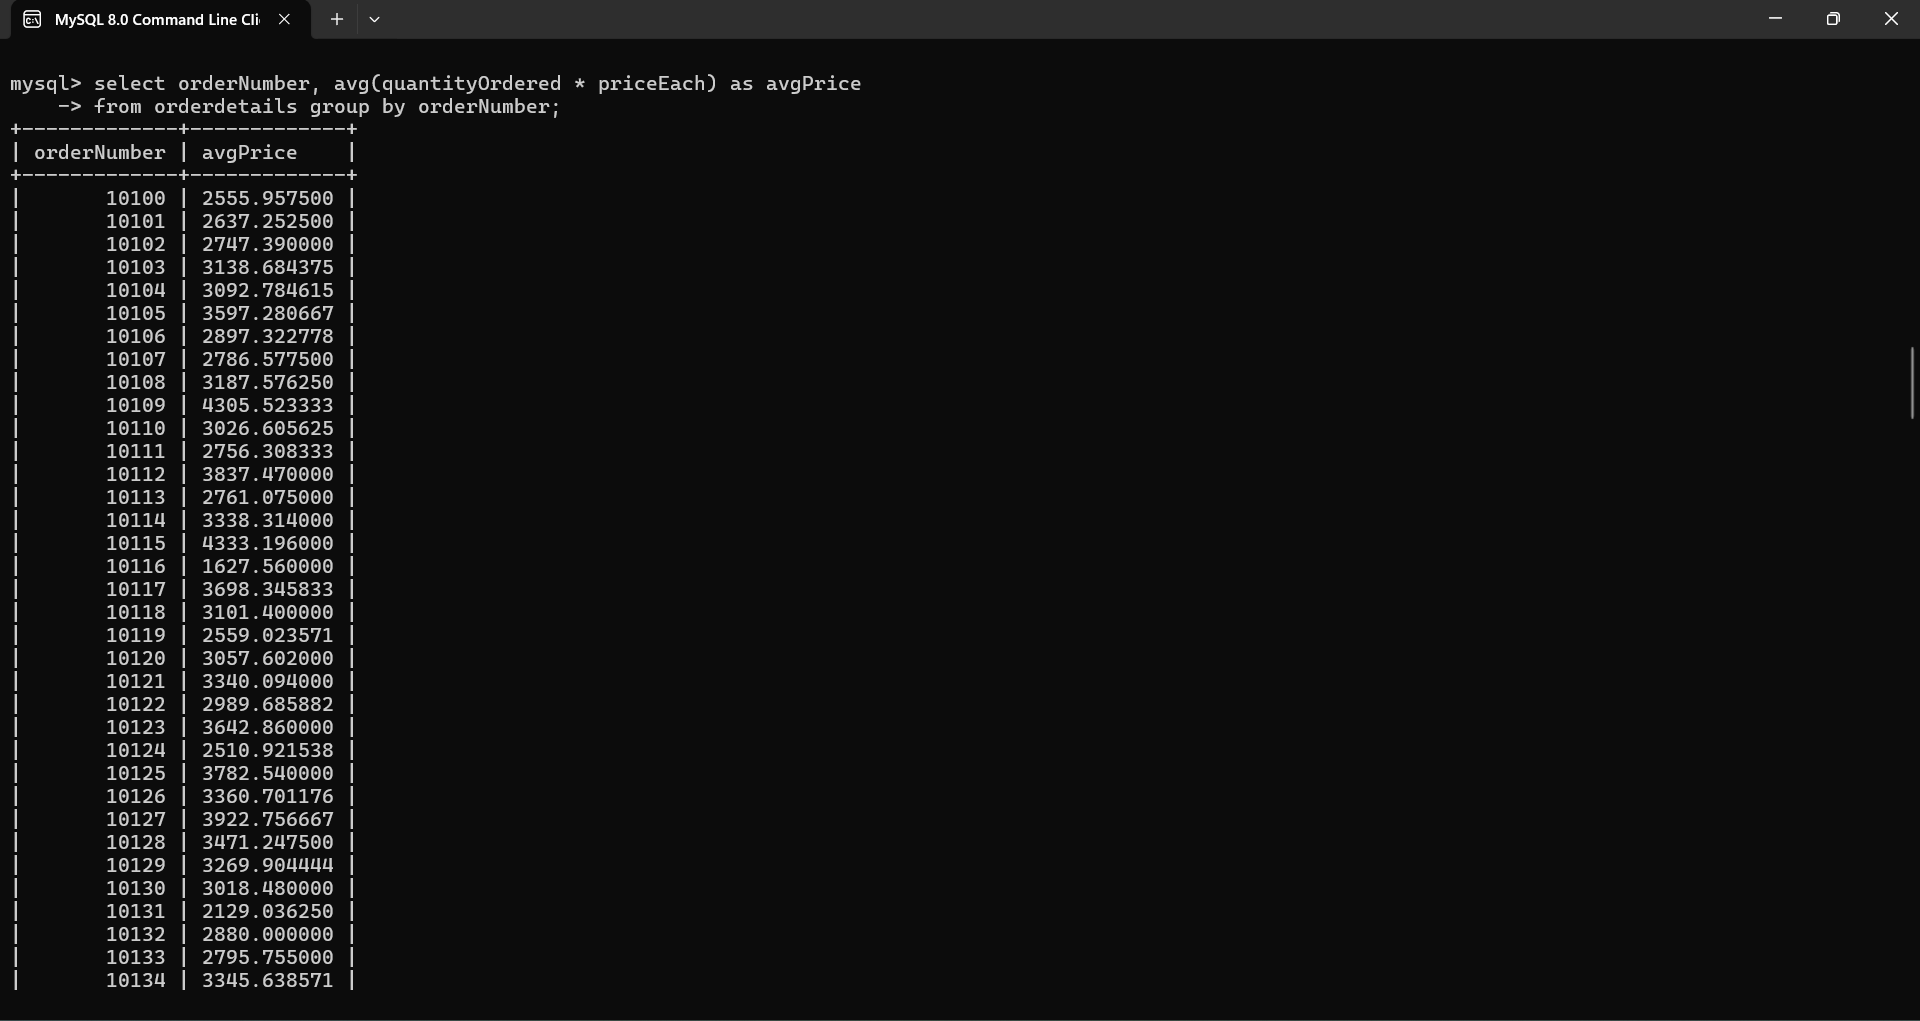 MySQL 8.0 Command Line Cli
mysql> select orderNumber, avg(quantityOrdered * priceEach) as avgPrice
    -> from orderdetails group by orderNumber;
+-------------+-------------+
| orderNumber | avgPrice    |
+-------------+-------------+
|       10100 | 2555.957500 |
|       10101 | 2637.252500 |
|       10102 | 2747.390000 |
|       10103 | 3138.684375 |
|       10104 | 3092.784615 |
|       10105 | 3597.280667 |
|       10106 | 2897.322778 |
|       10107 | 2786.577500 |
|       10108 | 3187.576250 |
|       10109 | 4305.523333 |
|       10110 | 3026.605625 |
|       10111 | 2756.308333 |
|       10112 | 3837.470000 |
|       10113 | 2761.075000 |
|       10114 | 3338.314000 |
|       10115 | 4333.196000 |
|       10116 | 1627.560000 |
|       10117 | 3698.345833 |
|       10118 | 3101.400000 |
|       10119 | 2559.023571 |
|       10120 | 3057.602000 |
|       10121 | 3340.094000 |
|       10122 | 2989.685882 |
|       10123 | 3642.860000 |
|       10124 | 2510.921538 |
|       10125 | 3782.540000 |
|       10126 | 3360.701176 |
|       10127 | 3922.756667 |
|       10128 | 3471.247500 |
|       10129 | 3269.904444 |
|       10130 | 3018.480000 |
|       10131 | 2129.036250 |
|       10132 | 2880.000000 |
|       10133 | 2795.755000 |
|       10134 | 3345.638571 |